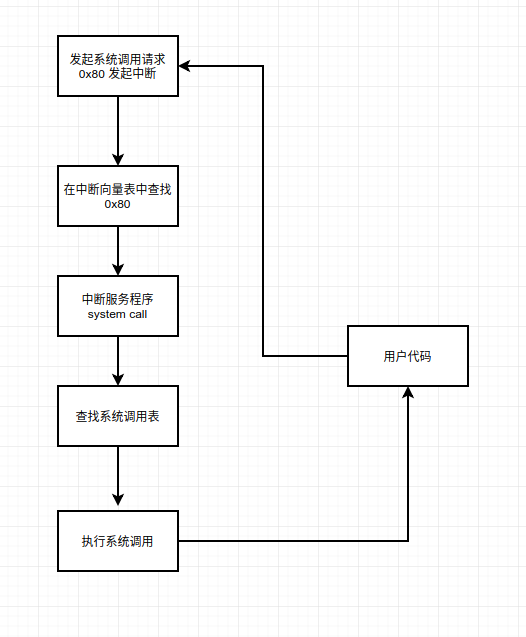 发起系统调用请求
0x80 发起中断
在中断向量表中查找
0x80
中断服务程序
system call
用户代码
查找系统调用表
执行系统调用